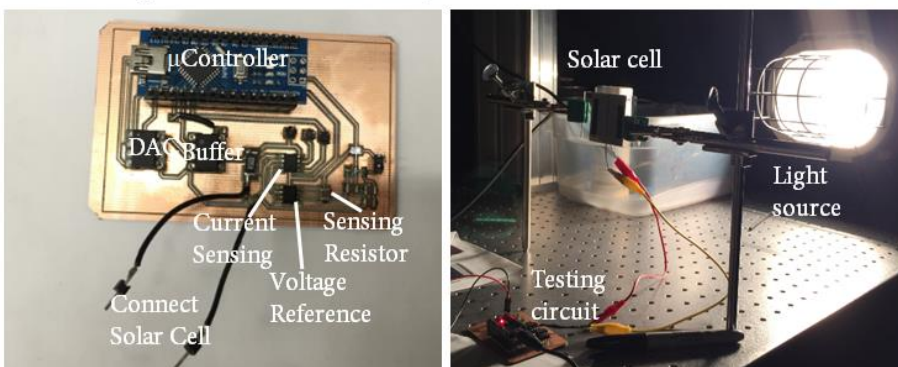 μController
DAC
Buffer
Current
Sensing
Sensing
Resistor
Voltage
Reference
Connect
Solar Cell
Solar cell
Light
source
Testing
circuit